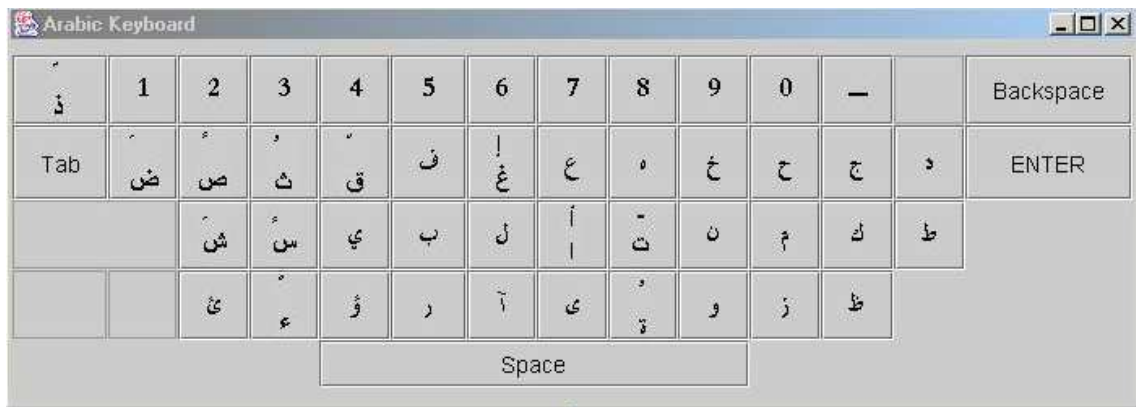 Arabic Keyboard
ذ 1 2 3 4 5 6 7 8 9 0 _ Backspace
Tab ض ص ث ق ف إ غ ع ه خ ح ج د ENTER
ش س ي ب ل أ ا ت ن م ك ط
ئ ء ؤ ر آ ى ة و ز ظ
Space